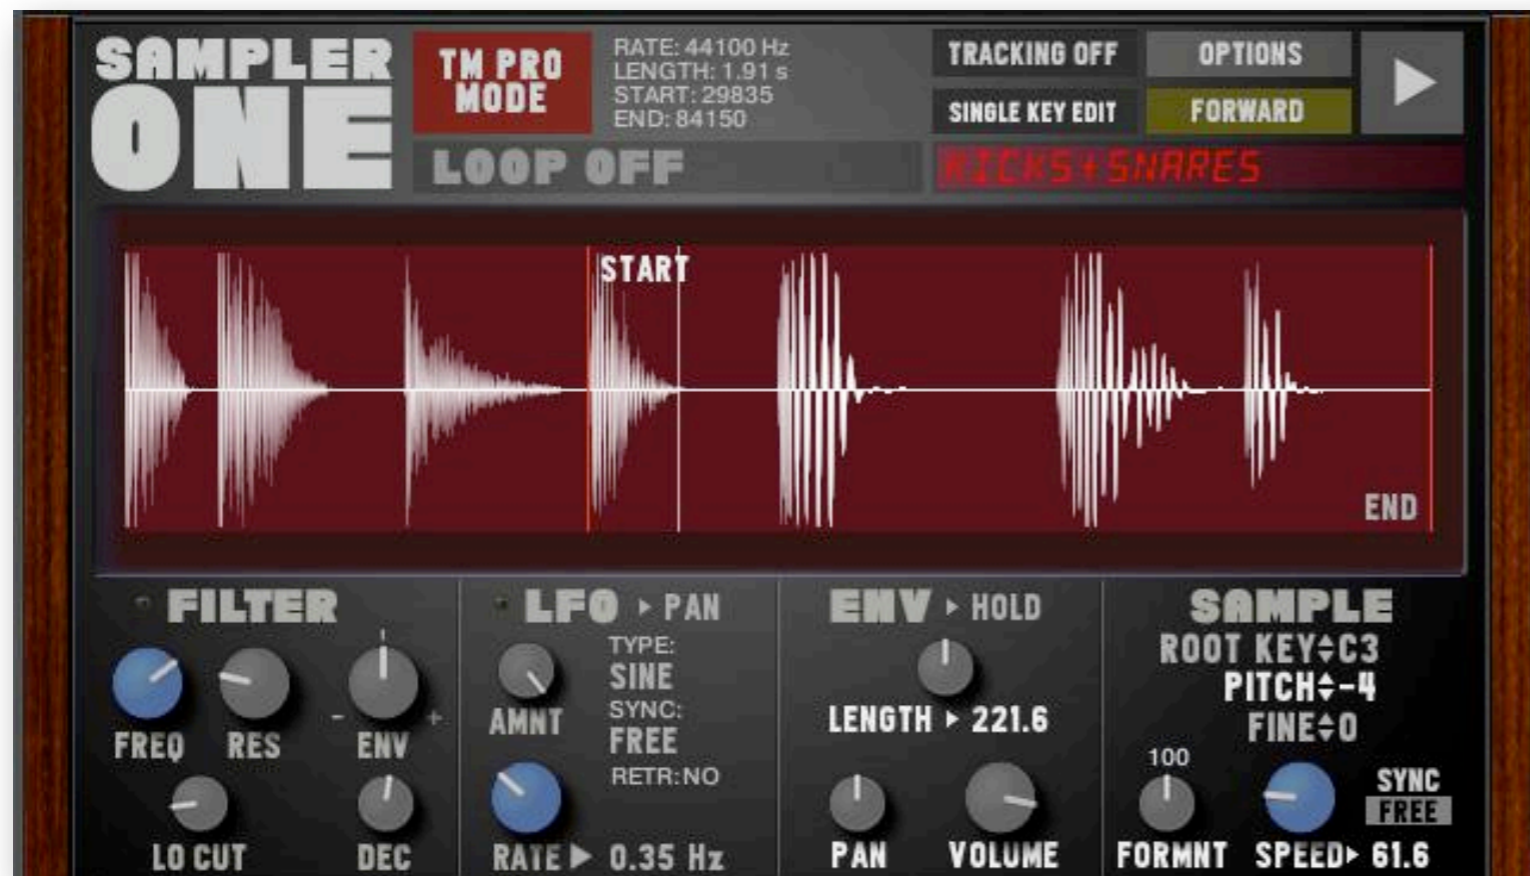 SAMPLER
ONE
TM PRO
MODE
RATE: 44100 Hz
LENGTH: 1.91 s
START: 29835
END: 84150
TRACKING OFF
OPTIONS
SINGLE KEY EDIT
FORWARD
LOOP OFF
KICKS+SNARES
START
END
FILTER
FREQ
RES
- +
ENV
LO CUT
DEC
LFO ▸ PAN
AMNT
TYPE:
SINE
SYNC:
FREE
RETR:NO
RATE ▶ 0.35 Hz
ENV ▸ HOLD
LENGTH ▸ 221.6
PAN
VOLUME
SAMPLE
ROOT KEY▴▾C3
PITCH▴▾-4
FINE▴▾0
100
FORMNT
SPEED▸ 61.6
SYNC
FREE